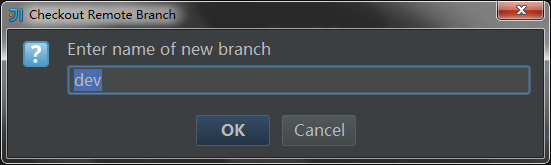 Checkout Remote Branch
Enter name of new branch
dev
OK
Cancel